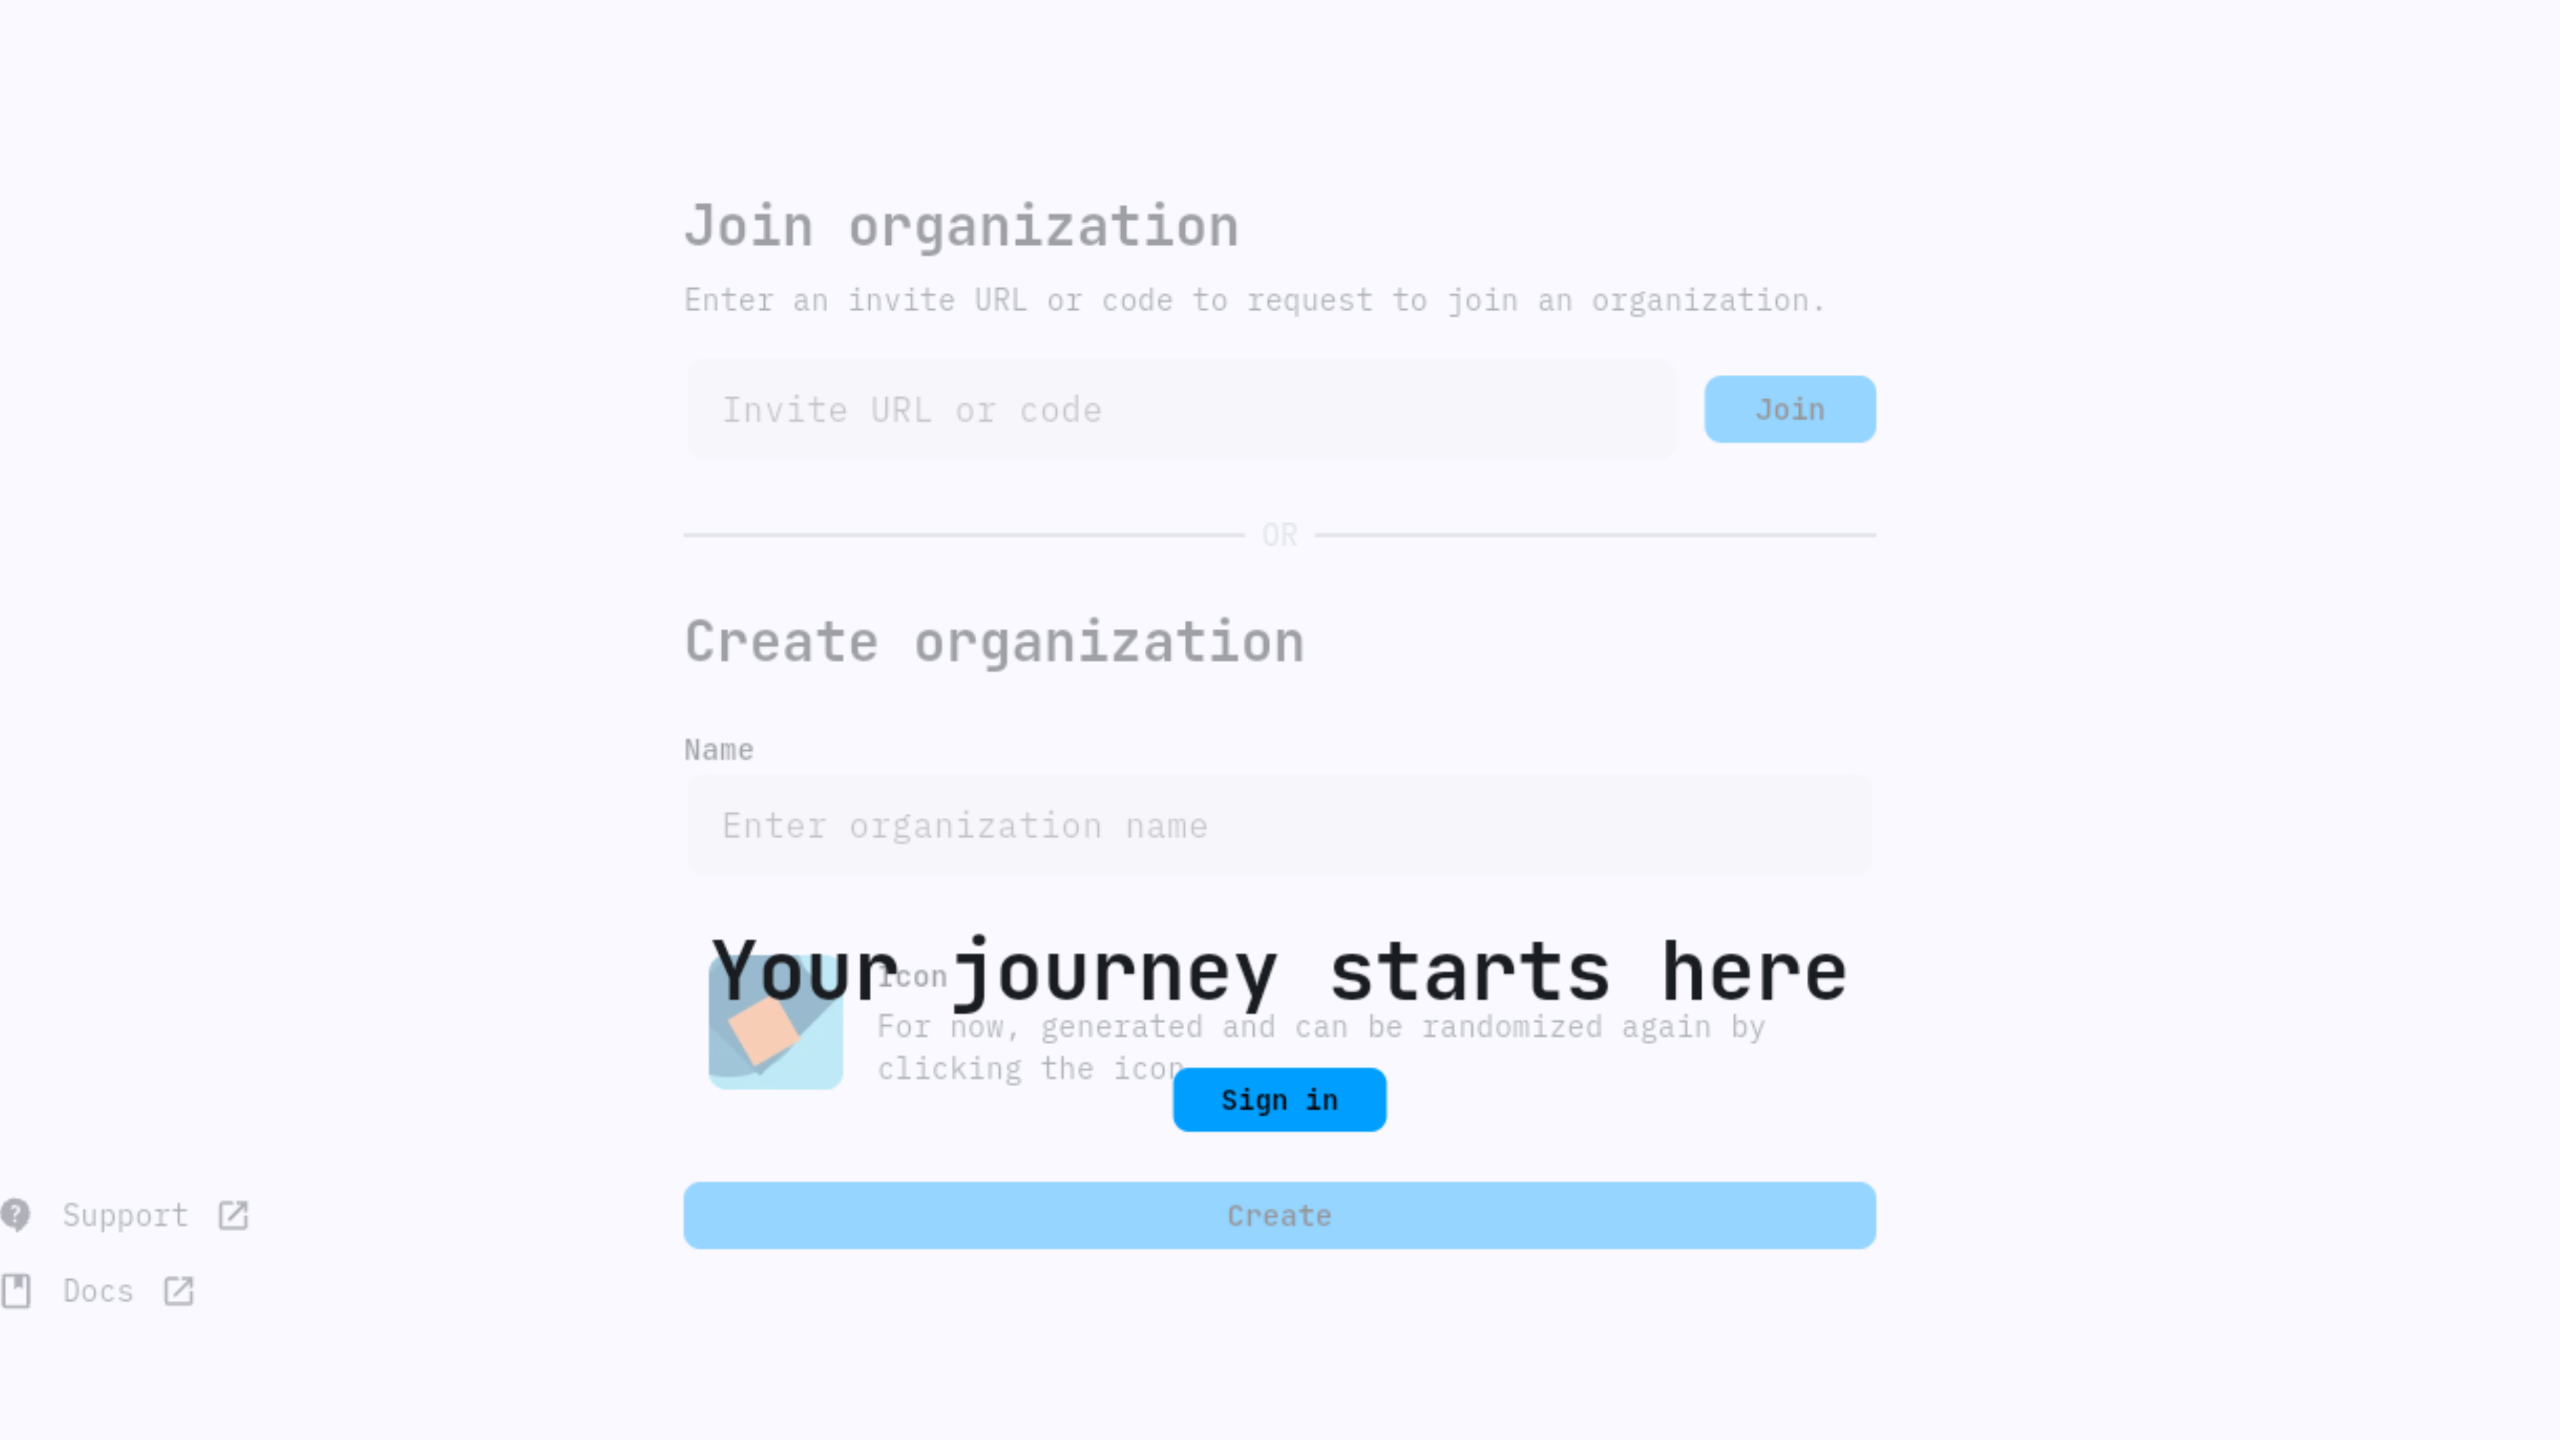 Join organization
Enter an invite URL or code to request to join an organization.
Invite URL or code
Join
OR
Create organization
Name
Enter organization name
Your journey starts here
Icon
For now, generated and can be randomized again by
clicking the icon
Sign in
Create
Support
Docs